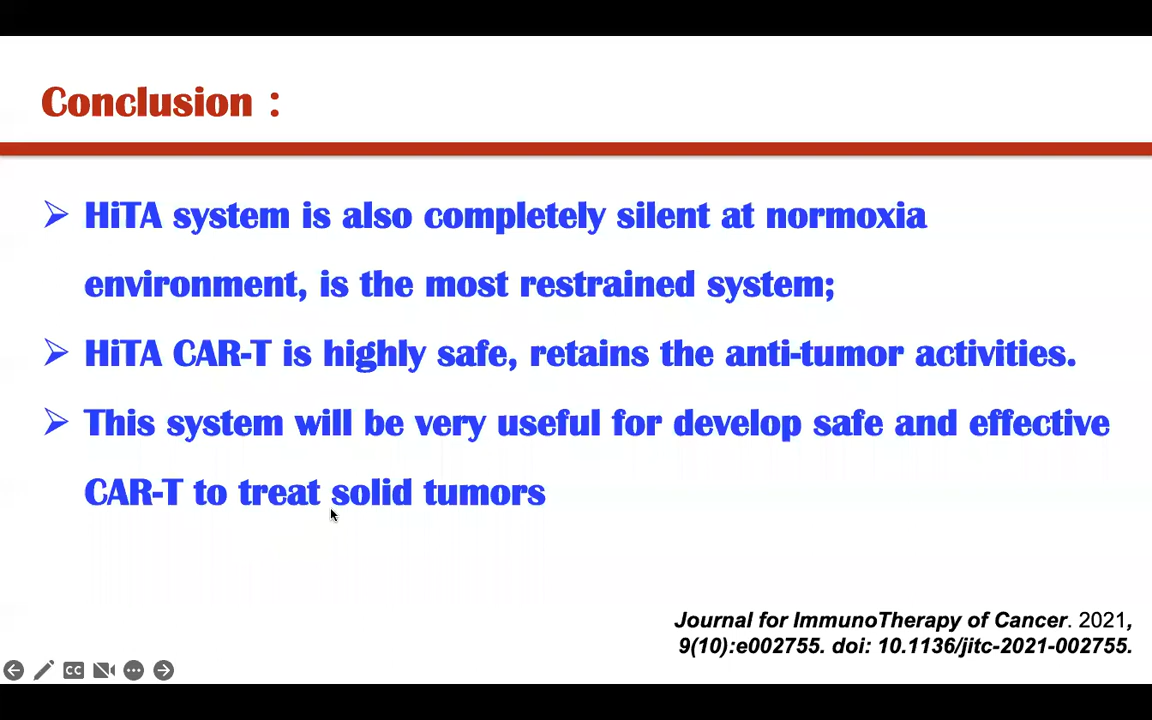 Conclusion :
➢ HiTA system is also completely silent at normoxia
environment, is the most restrained system;
➢ HiTA CAR-T is highly safe, retains the anti-tumor activities.
➢ This system will be very useful for develop safe and effective
CAR-T to treat solid tumors
Journal for ImmunoTherapy of Cancer. 2021,
9(10):e002755. doi: 10.1136/jitc-2021-002755.
CC